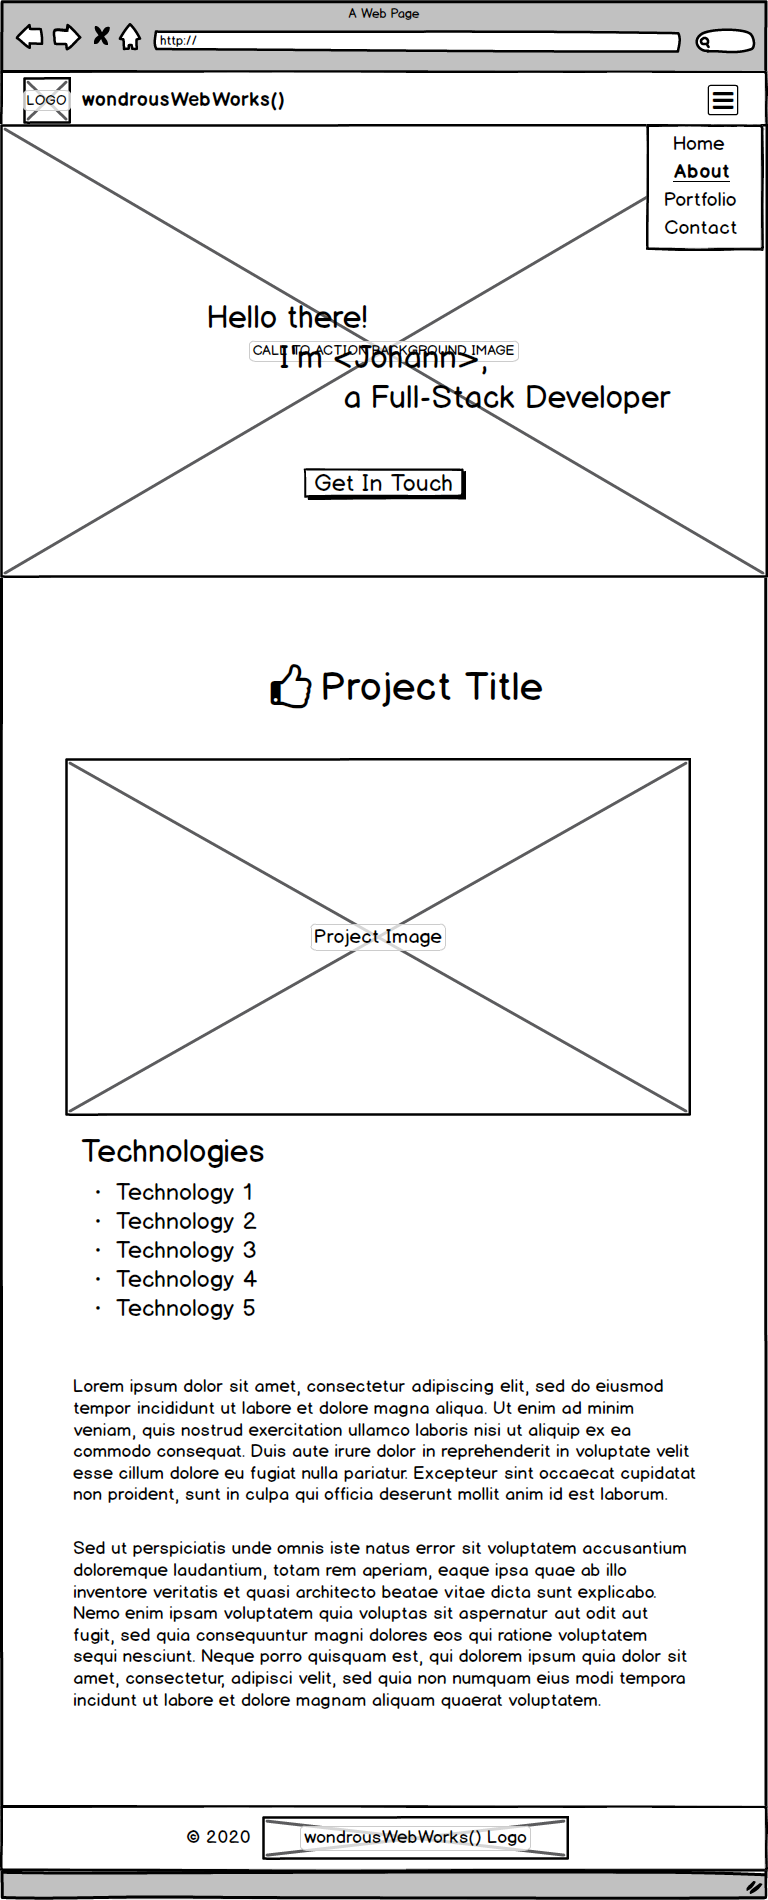 A Web Page
http://
LOGO
wondrousWebWorks()
Home
About
Portfolio
Contact
Hello there!
CALL TO ACTION BACKGROUND IMAGE
I'm <Johann>,
a Full-Stack Developer
Get In Touch
Project Title
Project Image
Technologies
• Technology 1
• Technology 2
• Technology 3
• Technology 4
• Technology 5
Lorem ipsum dolor sit amet, consectetur adipiscing elit, sed do eiusmod
tempor incididunt ut labore et dolore magna aliqua. Ut enim ad minim
veniam, quis nostrud exercitation ullamco laboris nisi ut aliquip ex ea
commodo consequat. Duis aute irure dolor in reprehenderit in voluptate velit
esse cillum dolore eu fugiat nulla pariatur. Excepteur sint occaecat cupidatat
non proident, sunt in culpa qui officia deserunt mollit anim id est laborum.
Sed ut perspiciatis unde omnis iste natus error sit voluptatem accusantium
doloremque laudantium, totam rem aperiam, eaque ipsa quae ab illo
inventore veritatis et quasi architecto beatae vitae dicta sunt explicabo.
Nemo enim ipsam voluptatem quia voluptas sit aspernatur aut odit aut
fugit, sed quia consequuntur magni dolores eos qui ratione voluptatem
sequi nesciunt. Neque porro quisquam est, qui dolorem ipsum quia dolor sit
amet, consectetur, adipisci velit, sed quia non numquam eius modi tempora
incidunt ut labore et dolore magnam aliquam quaerat voluptatem.
© 2020
wondrousWebWorks() Logo